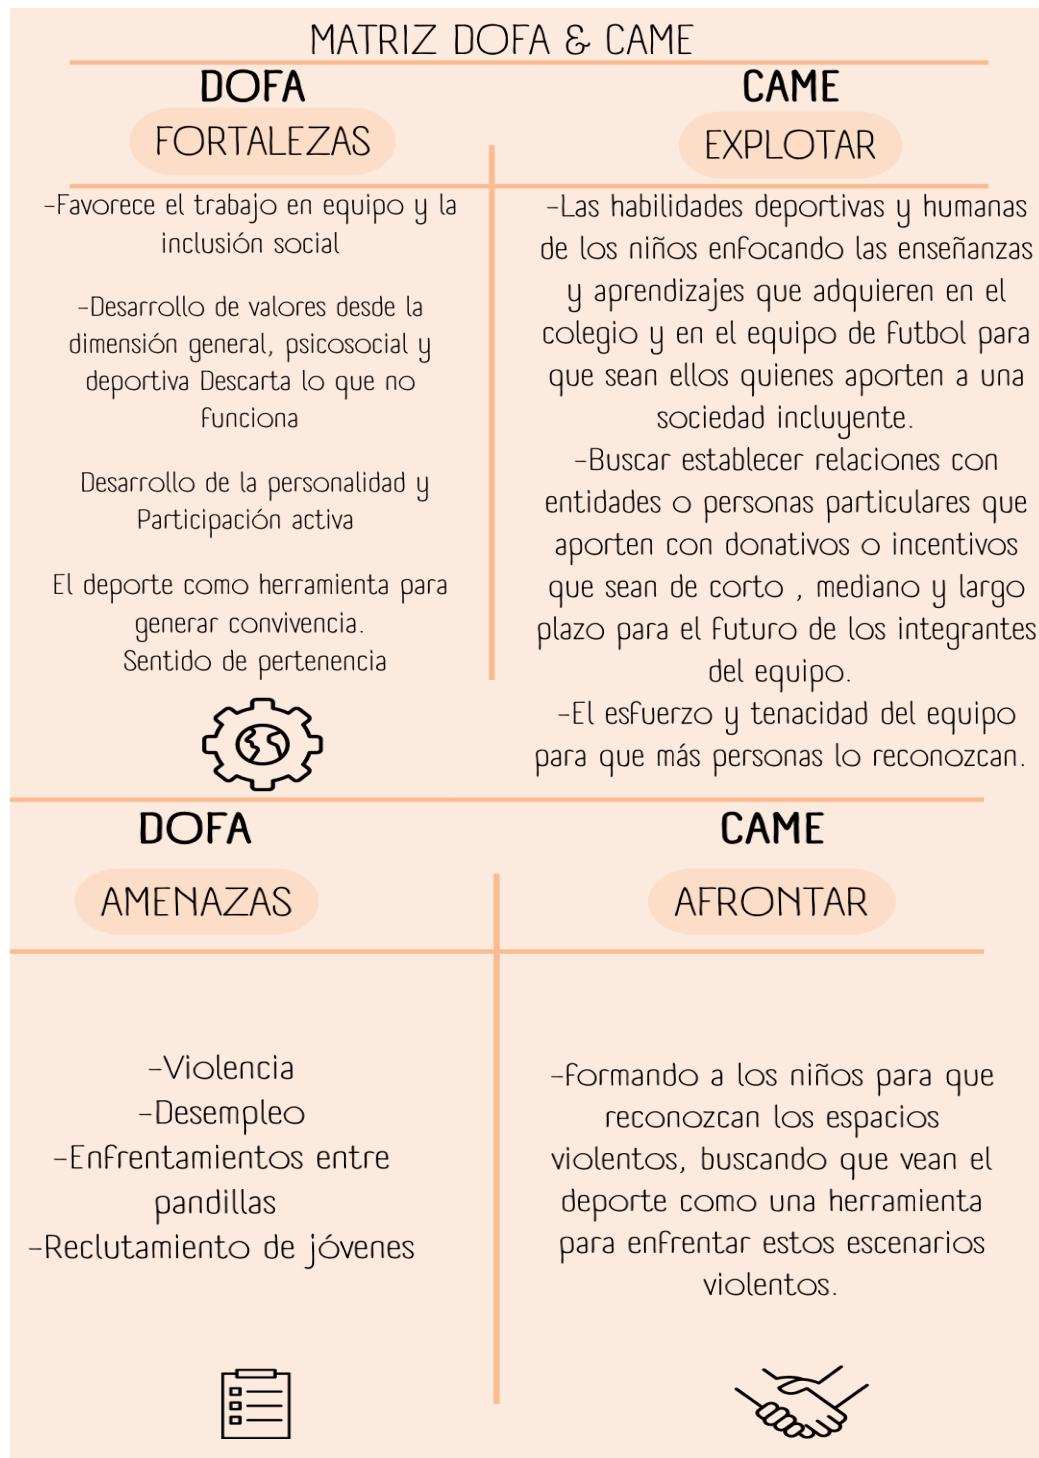 MATRIZ DOFA & CAME
DOFA
FORTALEZAS
-Favorece el trabajo en equipo y la
inclusión social
-Desarrollo de valores desde la
dimensión general, psicosocial y
deportiva Descarta lo que no
funciona
Desarrollo de la personalidad y
Participación activa
El deporte como herramienta para
generar convivencia.
Sentido de pertenencia
CAME
EXPLOTAR
-Las habilidades deportivas y humanas
de los niños enfocando las enseñanzas
y aprendizajes que adquieren en el
colegio y en el equipo de futbol para
que sean ellos quienes aporten a una
sociedad incluyente.
-Buscar establecer relaciones con
entidades o personas particulares que
aporten con donativos o incentivos
que sean de corto , mediano y largo
plazo para el futuro de los integrantes
del equipo.
-El esfuerzo y tenacidad del equipo
para que más personas lo reconozcan.
DOFA
AMENAZAS
-Violencia
-Desempleo
-Enfrentamientos entre
pandillas
-Reclutamiento de jóvenes
CAME
AFRONTAR
-formando a los niños para que
reconozcan los espacios
violentos, buscando que vean el
deporte como una herramienta
para enfrentar estos escenarios
violentos.